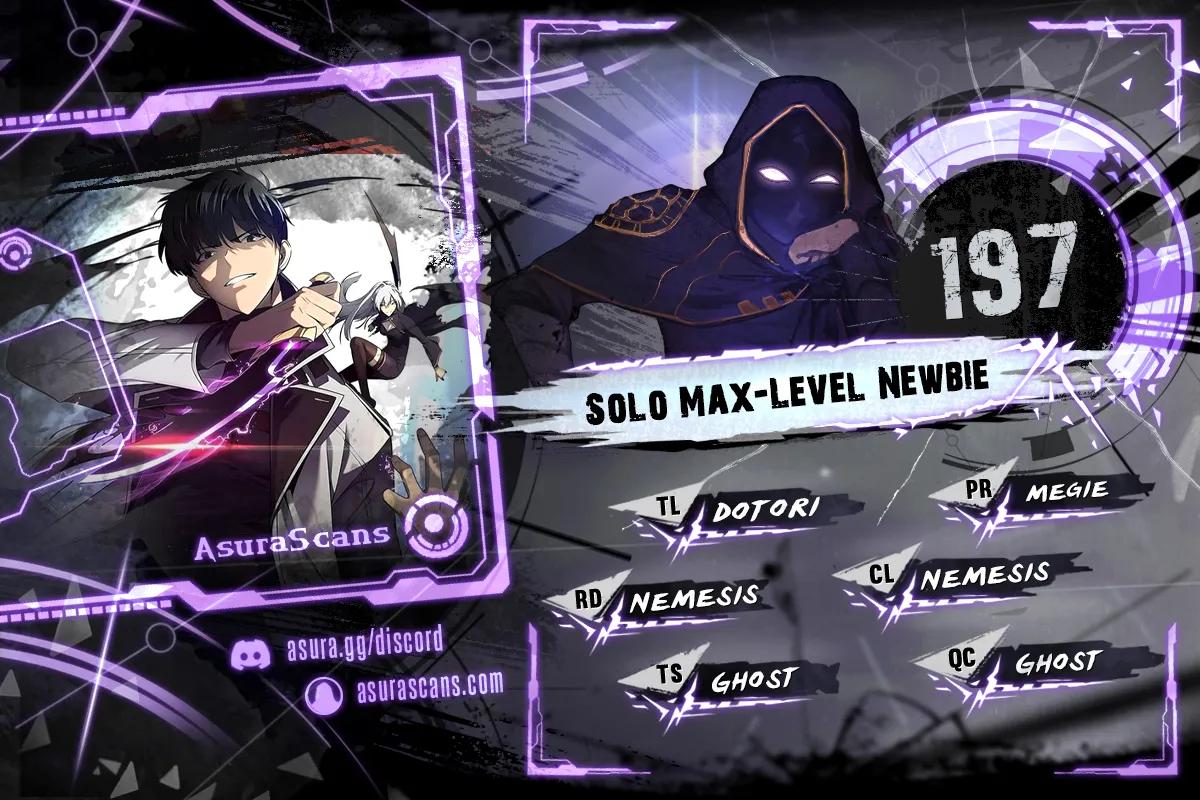 197
SOLO MAX-LEVEL NEWBIE
TL DOTORI
PR MEGIE
RD NEMESIS
CL NEMESIS
TS GHOST
QC GHOST
AsuraScans
asura.gg/discord
asurascans.com